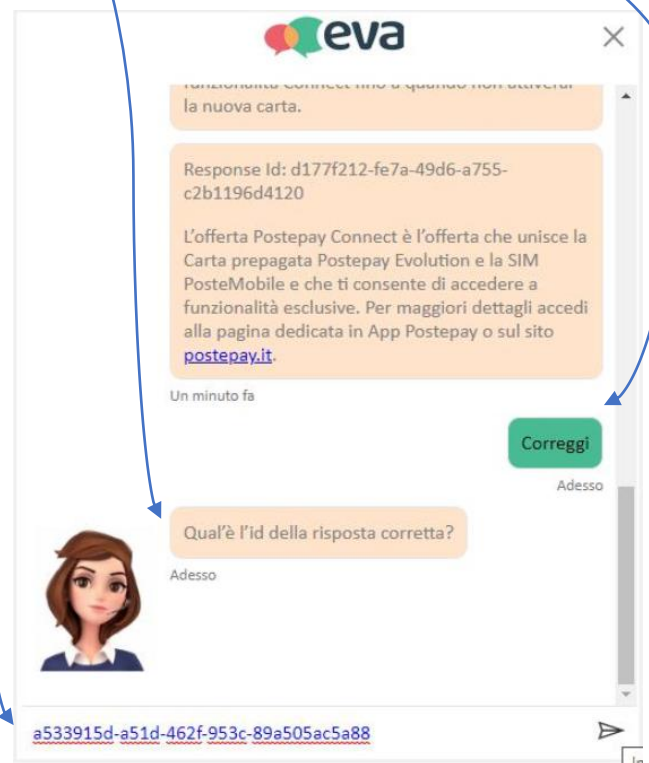 eva
funzionalità Connect fino a quando non attiverai
la nuova carta.
Response Id: d177f212-fe7a-49d6-a755-
c2b1196d4120
L’offerta Postepay Connect è l’offerta che unisce la
Carta prepagata Postepay Evolution e la SIM
PosteMobile e che ti consente di accedere a
funzionalità esclusive. Per maggiori dettagli accedi
alla pagina dedicata in App Postepay o sul sito
postepay.it.
Un minuto fa
Correggi
Adesso
Qual’è l’id della risposta corretta?
Adesso
a533915d-a51d-462f-953c-89a505ac5a88